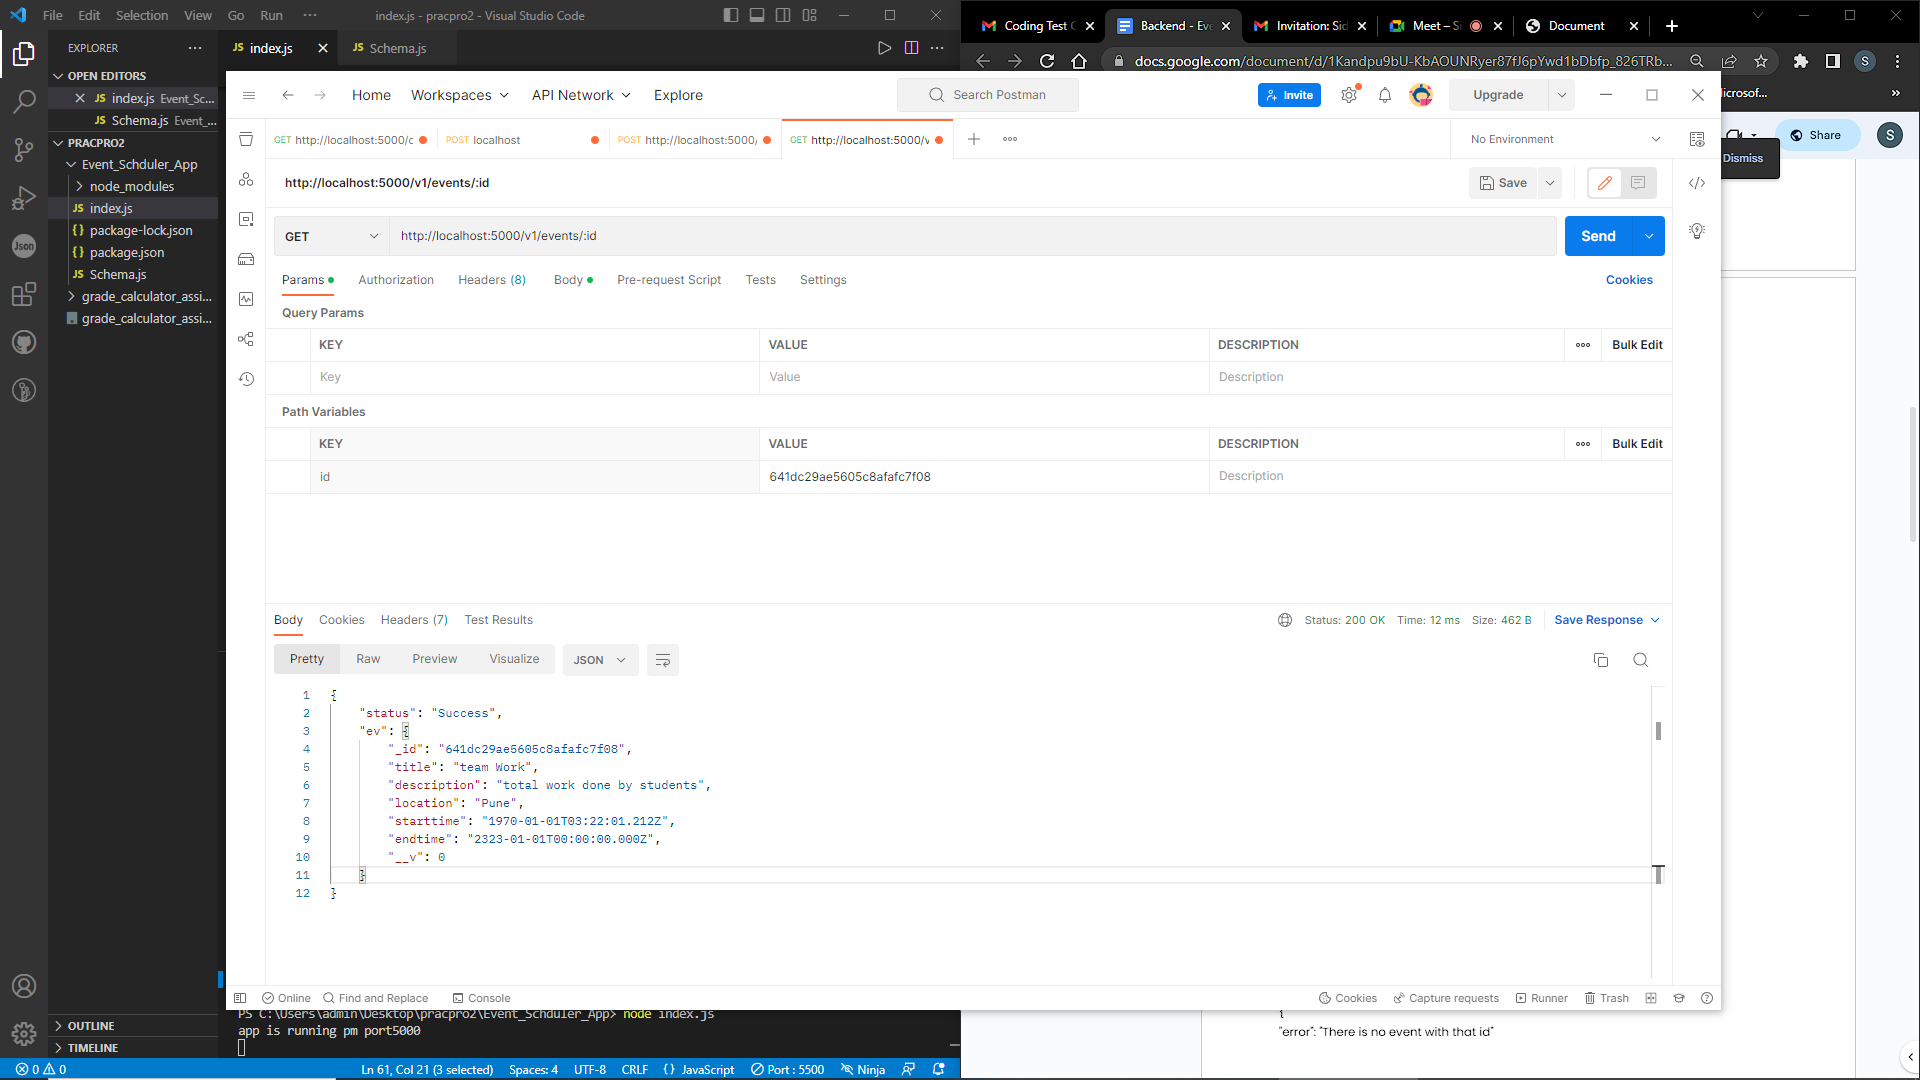 File Edit Selection View Go Run ··· index.js - pracpro2 - Visual Studio Code
EXPLORER
OPEN EDITORS
index.js Event_Sc...
Schema.js Event_...
PRACPRO2
Event_Schduler_App
node_modules
index.js
package-lock.json
package.json
Schema.js
grade_calculator_assi...
grade_calculator_assi...
OUTLINE
TIMELINE
JS index.js
JS Schema.js
Coding Test
Backend - Eve
Invitation: Sid
Meet – Si
Document
docs.google.com/document/d/1Kandpu9bU-KbAOUNRyer87fJ6pYwd1bDbfp_826TRb...
icrosof...
Share
S
Dismiss
Home Workspaces API Network Explore
Search Postman
Invite
Upgrade
GET http://localhost:5000/
POST localhost
POST http://localhost:5000/
GET http://localhost:5000/v
No Environment
http://localhost:5000/v1/events/:id
Save
GET http://localhost:5000/v1/events/:id
Send
Params Authorization Headers (8) Body Pre-request Script Tests Settings Cookies
Query Params
KEY VALUE DESCRIPTION Bulk Edit
Key Value Description
Path Variables
KEY VALUE DESCRIPTION Bulk Edit
id 641dc29ae5605c8afafc7f08 Description
Body Cookies Headers (7) Test Results Status: 200 OK Time: 12 ms Size: 462 B Save Response
Pretty Raw Preview Visualize JSON
1 {
2 "status": "Success",
3 "ev": {
4 "_id": "641dc29ae5605c8afafc7f08",
5 "title": "team Work",
6 "description": "total work done by students",
7 "location": "Pune",
8 "starttime": "1970-01-01T03:22:01.212Z",
9 "endtime": "2323-01-01T00:00:00.000Z",
10 "__v": 0
11 }
12 }
Online Find and Replace Console Cookies Capture requests Runner Trash
PS C:\Users\admin\Desktop\pracpro2\Event_Schduler_App> node index.js
app is running pm port5000
{
"error": "There is no event with that id"
0 0 Ln 61, Col 21 (3 selected) Spaces: 4 UTF-8 CRLF {} JavaScript Port : 5500 Ninja